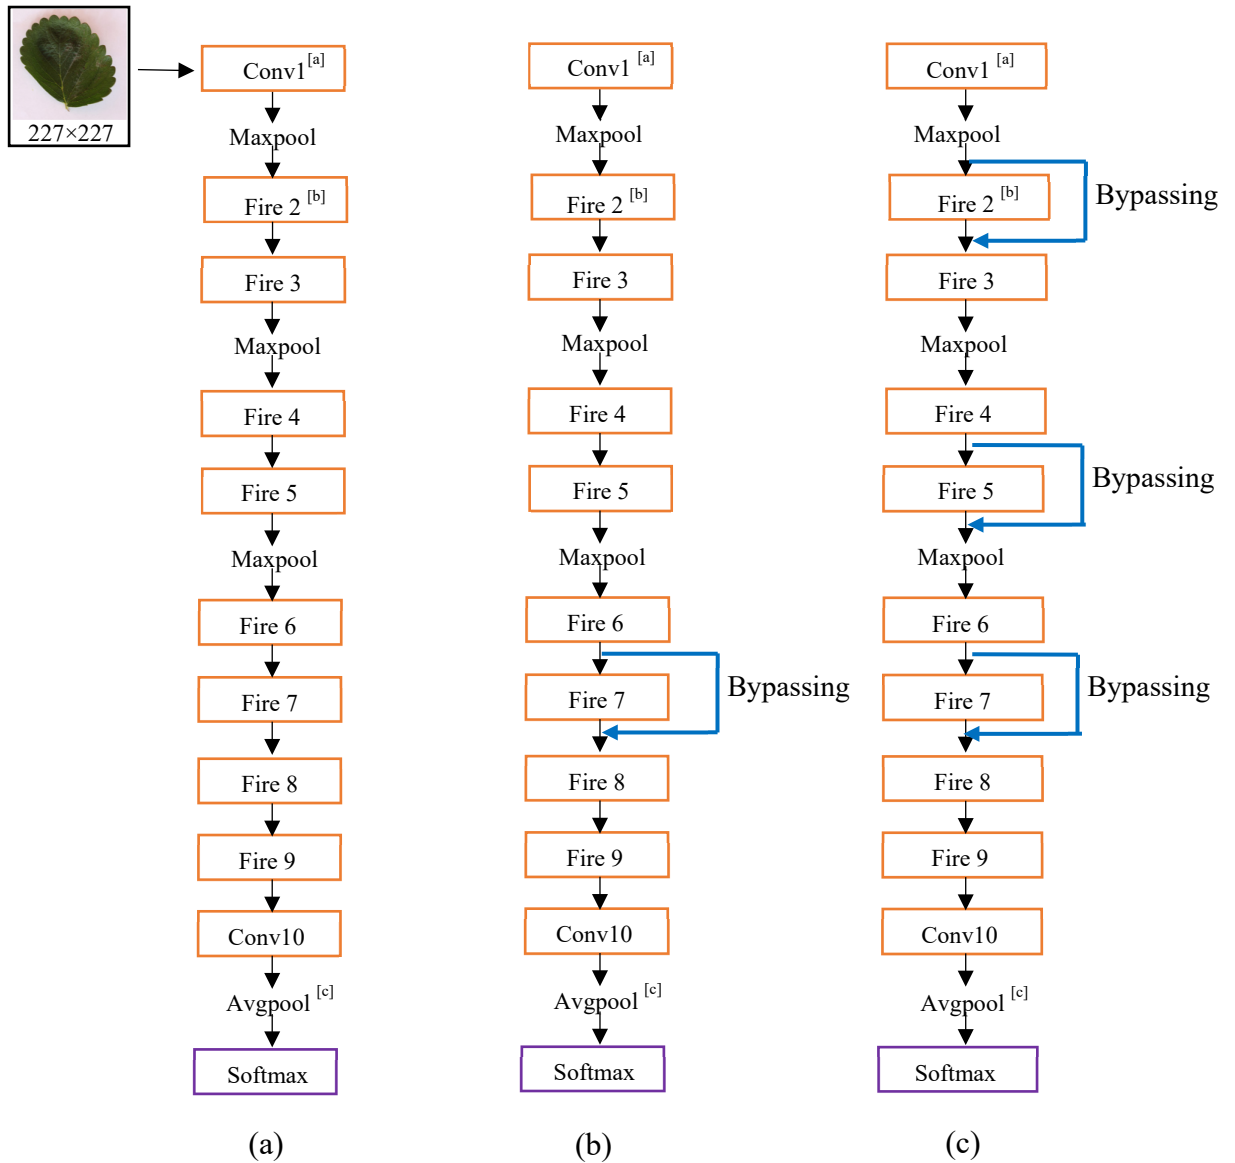 227×227
Conv1 [a]
Maxpool
Fire 2 [b]
Fire 3
Maxpool
Fire 4
Fire 5
Maxpool
Fire 6
Fire 7
Fire 8
Fire 9
Conv10
Avgpool [c]
Softmax
(a)
Conv1 [a]
Maxpool
Fire 2 [b]
Fire 3
Maxpool
Fire 4
Fire 5
Maxpool
Fire 6
Fire 7
Bypassing
Fire 8
Fire 9
Conv10
Avgpool [c]
Softmax
(b)
Conv1 [a]
Maxpool
Fire 2 [b]
Bypassing
Fire 3
Maxpool
Fire 4
Fire 5
Bypassing
Maxpool
Fire 6
Fire 7
Bypassing
Fire 8
Fire 9
Conv10
Avgpool [c]
Softmax
(c)